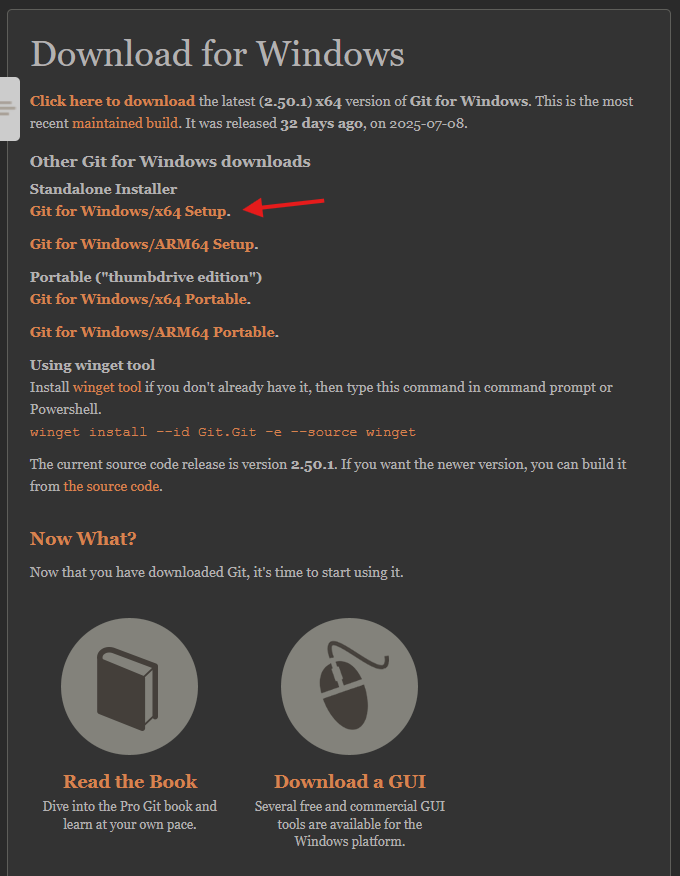 Download for Windows
Click here to download the latest (2.50.1) x64 version of Git for Windows. This is the most
recent maintained build. It was released 32 days ago, on 2025-07-08.
Other Git for Windows downloads
Standalone Installer
Git for Windows/x64 Setup.
Git for Windows/ARM64 Setup.
Portable ("thumbdrive edition")
Git for Windows/x64 Portable.
Git for Windows/ARM64 Portable.
Using winget tool
Install winget tool if you don't already have it, then type this command in command prompt or
Powershell.
winget install --id Git.Git -e --source winget
The current source code release is version 2.50.1. If you want the newer version, you can build it
from the source code.
Now What?
Now that you have downloaded Git, it's time to start using it.
Read the Book
Dive into the Pro Git book and
learn at your own pace.
Download a GUI
Several free and commercial GUI
tools are available for the
Windows platform.